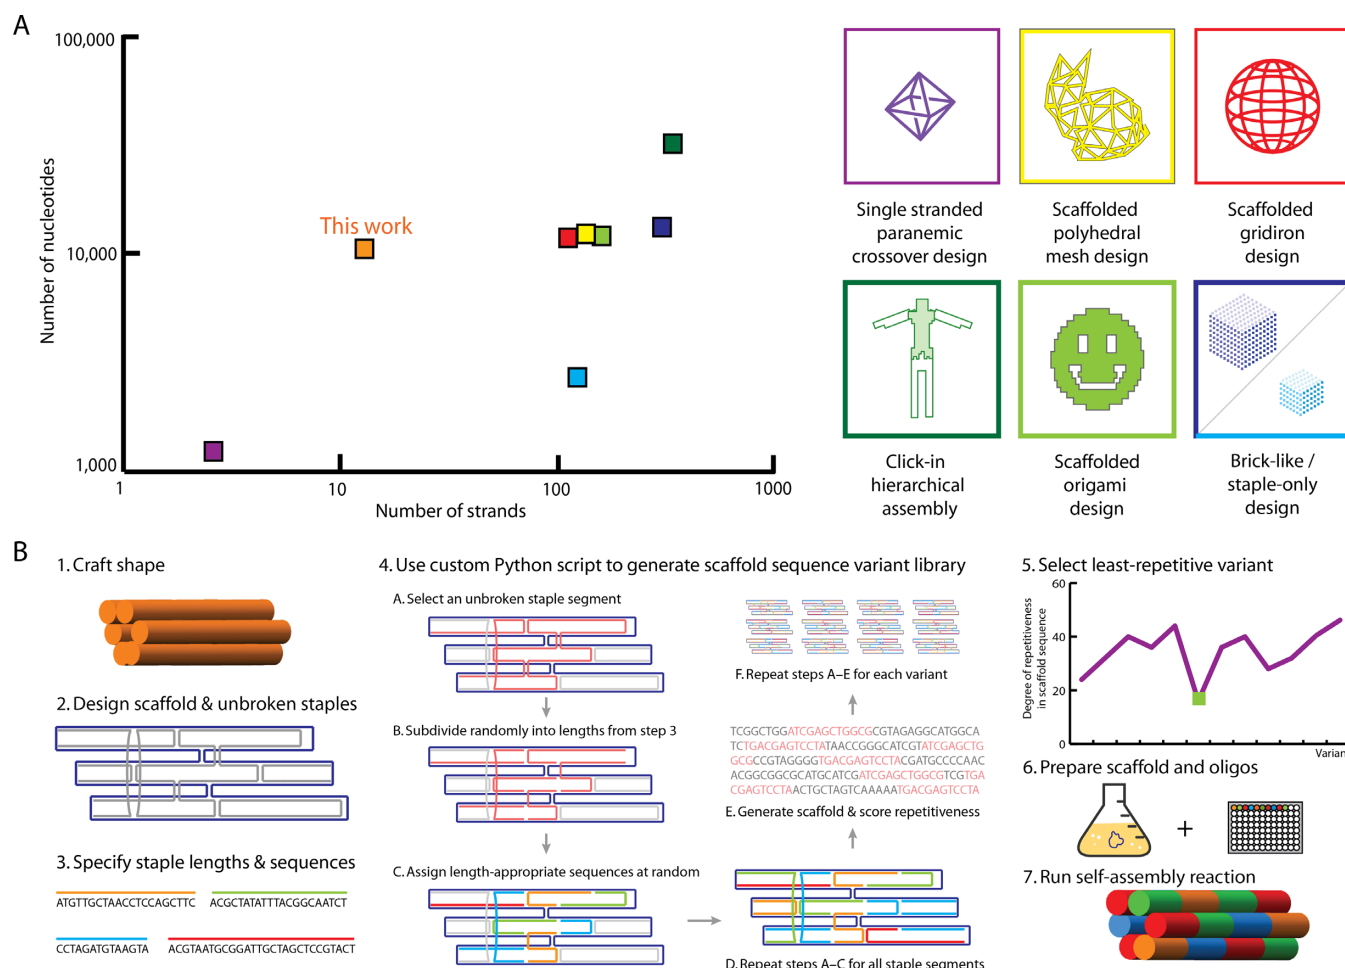 A
100,000
10,000
1,000
Number of nucleotides
This work
1
10
100
1000
Number of strands
Single stranded
paranemic
crossover design
Scaffolded
polyhedral
mesh design
Scaffolded
gridiron
design
Click-in
hierarchical
assembly
Scaffolded
origami
design
Brick-like /
staple-only
design
B
1. Craft shape
2. Design scaffold & unbroken staples
3. Specify staple lengths & sequences
ATGTTGCTAACCTCCAGCTTC
ACGCTATATTTACGGCAATCT
CCTAGATGTAAGTA
ACGTAATGCGGATTGCTAGCTCCGTACT
4. Use custom Python script to generate scaffold sequence variant library
A. Select an unbroken staple segment
B. Subdivide randomly into lengths from step 3
C. Assign length-appropriate sequences at random
D. Repeat steps A–C for all staple segments
E. Generate scaffold & score repetitiveness
TCGGCTGGATCGAGCTGGCGCGTAGAGGCATGGCA
TCTGACGAGTCCTATAACCGGGCATCGTATCGAGCTG
GCGCCGTAGGGGTGACGAGTCCTACGATGCCCCAAC
ACGGCGGCGCATGCATCGATCGAGCTGGCGTCGTGA
CGAGTCCTAACTGCTAGTCAAAAATGACGAGTCCTA
F. Repeat steps A–E for each variant
5. Select least-repetitive variant
Degree of repetitiveness
in scaffold sequence
60
40
20
0
Variant
6. Prepare scaffold and oligos
+
7. Run self-assembly reaction